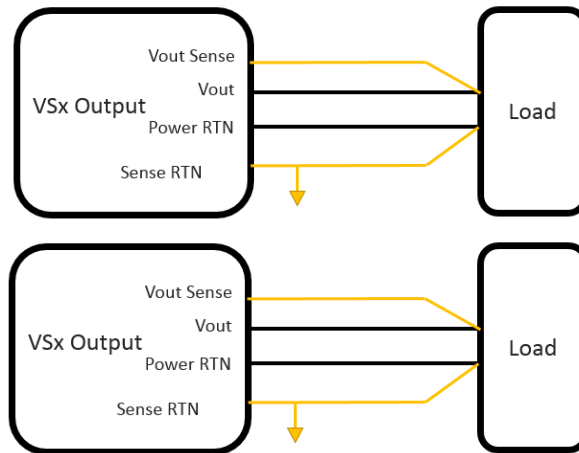 Vout Sense
Vout
VSx Output
Power RTN
Sense RTN
Load
Vout Sense
Vout
VSx Output
Power RTN
Sense RTN
Load